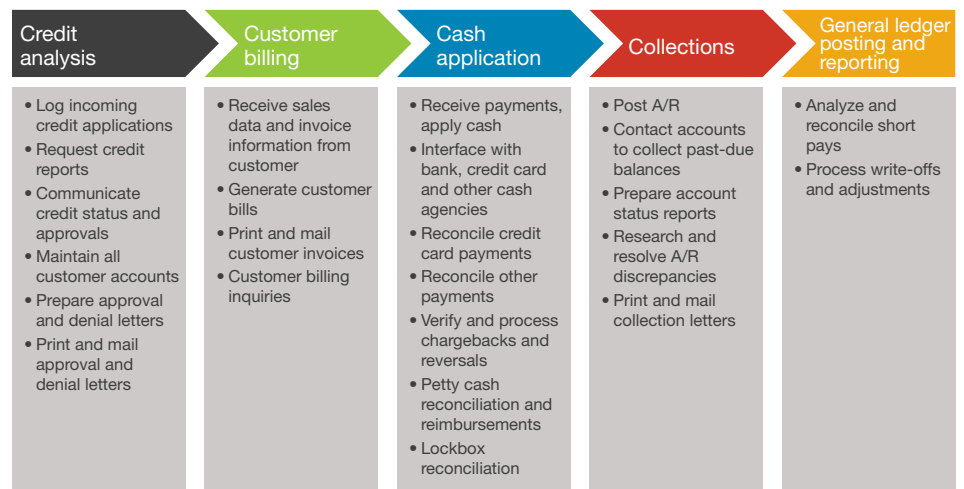 Credit
analysis
Customer
billing
Cash
application
Collections
General ledger
posting and
reporting
• Log incoming
credit applications
• Request credit
reports
• Communicate
credit status and
approvals
• Maintain all
customer accounts
• Prepare approval
and denial letters
• Print and mail
approval and
denial letters
• Receive sales
data and invoice
information from
customer
• Generate customer
bills
• Print and mail
customer invoices
• Customer billing
inquiries
• Receive payments,
apply cash
• Interface with
bank, credit card
and other cash
agencies
• Reconcile credit
card payments
• Reconcile other
payments
• Verify and process
chargebacks and
reversals
• Petty cash
reconciliation and
reimbursements
• Lockbox
reconciliation
• Post A/R
• Contact accounts
to collect past-due
balances
• Prepare account
status reports
• Research and
resolve A/R
discrepancies
• Print and mail
collection letters
• Analyze and
reconcile short
pays
• Process write-offs
and adjustments